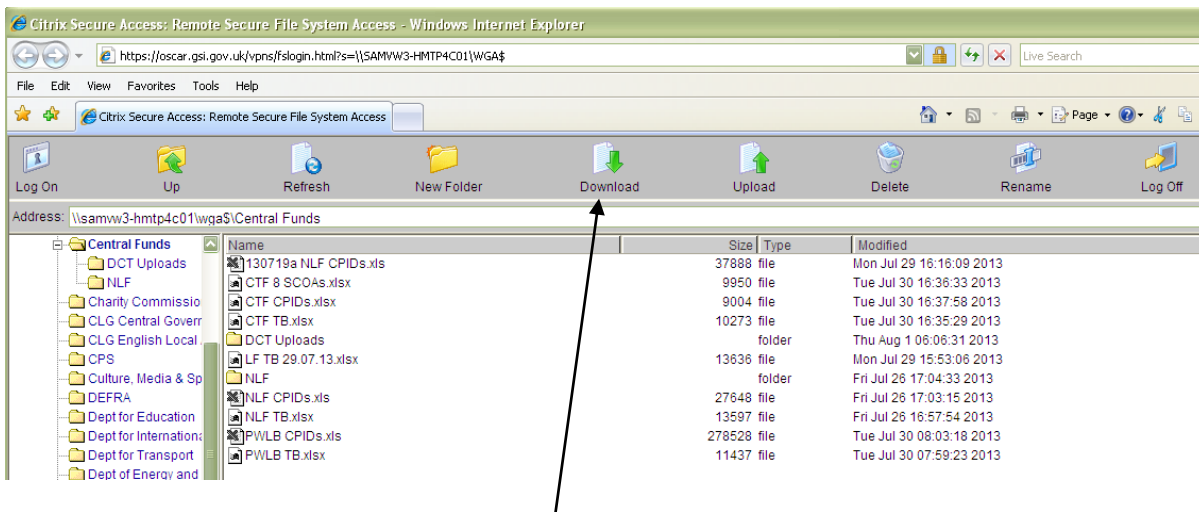 Citrix Secure Access: Remote Secure File System Access - Windows Internet Explorer
https://oscar.gsi.gov.uk/vpns/fslogin.html?s=\\SAMVW3-HMTP4C01\WGA$ Live Search
File Edit View Favorites Tools Help
Citrix Secure Access: Remote Secure File System Access Page
Log On Up Refresh New Folder Download Upload Delete Rename Log Off
Address: \\samvw3-hmtp4c01\wga$\Central Funds
Central Funds Name Size Type Modified
DCT Uploads 130719a NLF CPIDs.xls 37888 file Mon Jul 29 16:16:09 2013
NLF CTF 8 SCOAs.xlsx 9950 file Tue Jul 30 16:36:33 2013
Charity Commissio CTF CPIDs.xlsx 9004 file Tue Jul 30 16:37:58 2013
CLG Central Govern CTF TB.xlsx 10273 file Tue Jul 30 16:35:29 2013
CLG English Local DCT Uploads folder Thu Aug 1 06:06:31 2013
CPS LF TB 29.07.13.xlsx 13636 file Mon Jul 29 15:53:06 2013
Culture, Media & Sp NLF folder Fri Jul 26 17:04:33 2013
DEFRA NLF CPIDs.xls 27648 file Fri Jul 26 17:03:15 2013
Dept for Education NLF TB.xlsx 13597 file Fri Jul 26 16:57:54 2013
Dept for Internationa PWLB CPIDs.xls 278528 file Tue Jul 30 08:03:18 2013
Dept for Transport PWLB TB.xlsx 11437 file Tue Jul 30 07:59:23 2013
Dept of Energy and